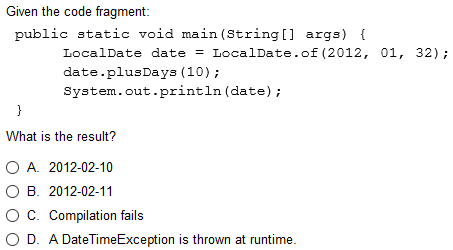 Given the code fragment:
public static void main(String[] args) {
LocalDate date = LocalDate.of(2012, 01, 32);
date.plusDays(10);
System.out.println(date);
}
What is the result?
A. 2012-02-10
B. 2012-02-11
C. Compilation fails
D. A DateTimeException is thrown at runtime.